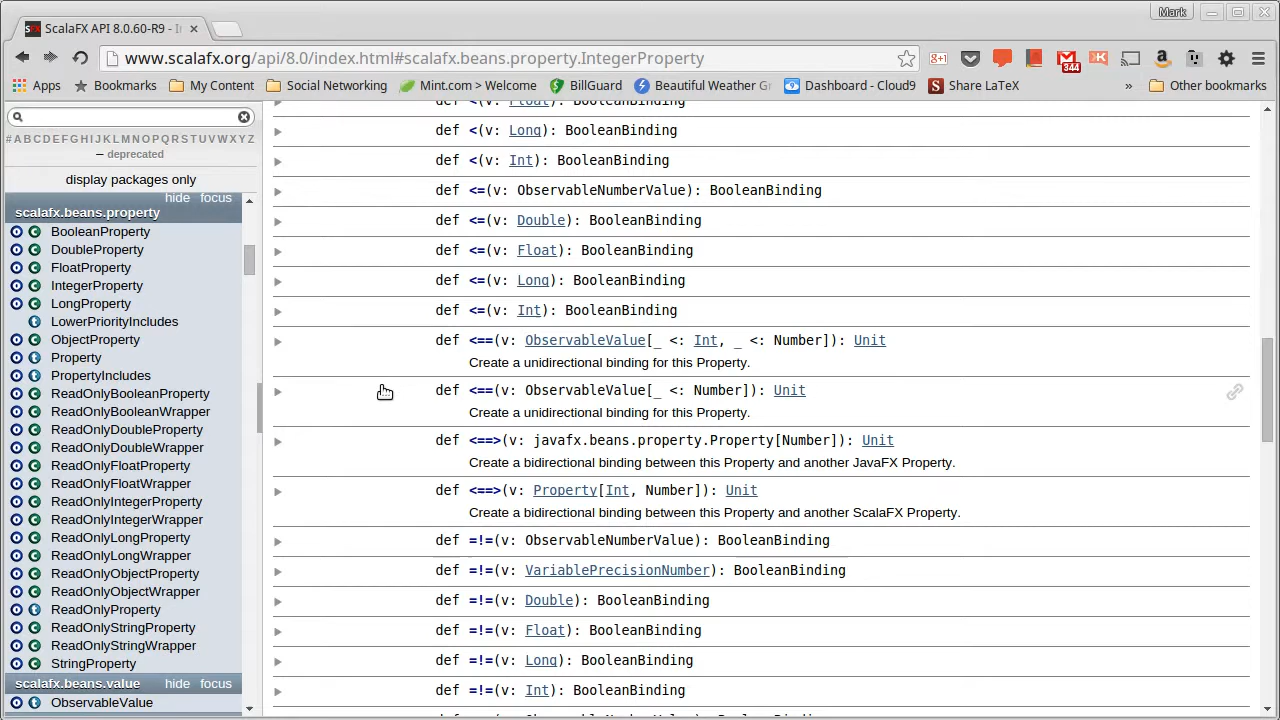 Mark
ScalaFX API 8.0.60-R9 - I
www.scalafx.org/api/8.0/index.html#scalafx.beans.property.IntegerProperty
344
Apps Bookmarks My Content Social Networking Mint.com > Welcome BillGuard Beautiful Weather Gr Dashboard - Cloud9 Share LaTeX » Other bookmarks
#ABCDEFGHIJKLMNOPQRSTUVWXYZ
– deprecated
display packages only
hide focus
scalafx.beans.property
BooleanProperty
DoubleProperty
FloatProperty
IntegerProperty
LongProperty
LowerPriorityIncludes
ObjectProperty
Property
PropertyIncludes
ReadOnlyBooleanProperty
ReadOnlyBooleanWrapper
ReadOnlyDoubleProperty
ReadOnlyDoubleWrapper
ReadOnlyFloatProperty
ReadOnlyFloatWrapper
ReadOnlyIntegerProperty
ReadOnlyIntegerWrapper
ReadOnlyLongProperty
ReadOnlyLongWrapper
ReadOnlyObjectProperty
ReadOnlyObjectWrapper
ReadOnlyProperty
ReadOnlyStringProperty
ReadOnlyStringWrapper
StringProperty
scalafx.beans.value hide focus
ObservableValue
def <(v: Float): BooleanBinding
def <(v: Long): BooleanBinding
def <(v: Int): BooleanBinding
def <=(v: ObservableNumberValue): BooleanBinding
def <=(v: Double): BooleanBinding
def <=(v: Float): BooleanBinding
def <=(v: Long): BooleanBinding
def <=(v: Int): BooleanBinding
def <==(v: ObservableValue[_ <: Int, _ <: Number]): Unit
Create a unidirectional binding for this Property.
def <==(v: ObservableValue[_ <: Number]): Unit
Create a unidirectional binding for this Property.
def <==>(v: javafx.beans.property.Property[Number]): Unit
Create a bidirectional binding between this Property and another JavaFX Property.
def <==>(v: Property[Int, Number]): Unit
Create a bidirectional binding between this Property and another ScalaFX Property.
def =!=(v: ObservableNumberValue): BooleanBinding
def =!=(v: VariablePrecisionNumber): BooleanBinding
def =!=(v: Double): BooleanBinding
def =!=(v: Float): BooleanBinding
def =!=(v: Long): BooleanBinding
def =!=(v: Int): BooleanBinding